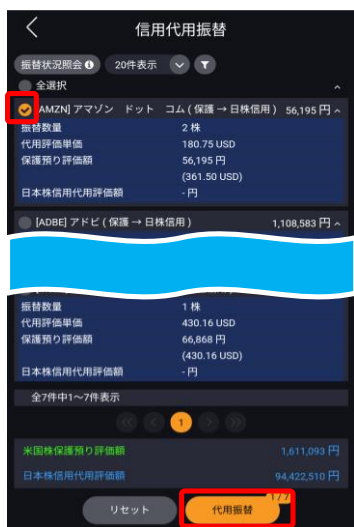 信用代用振替
振替状況照会 i 20件表示
全選択
[AMZN] アマゾン ドット コム ( 保護 → 日株信用 ) 56,195 円
振替数量 2 株
代用評価単価 180.75 USD
保護預り評価額 56,195 円
(361.50 USD)
日本株信用代用評価額 - 円
[ADBE] アドビ ( 保護 → 日株信用 ) 1,108,583 円
振替数量 1 株
代用評価単価 430.16 USD
保護預り評価額 66,868 円
(430.16 USD)
日本株信用代用評価額 - 円
全7件中1～7件表示
1
米国株保護預り評価額 1,611,093 円
日本株信用代用評価額 94,422,510 円
リセット 代用振替 1 / 7